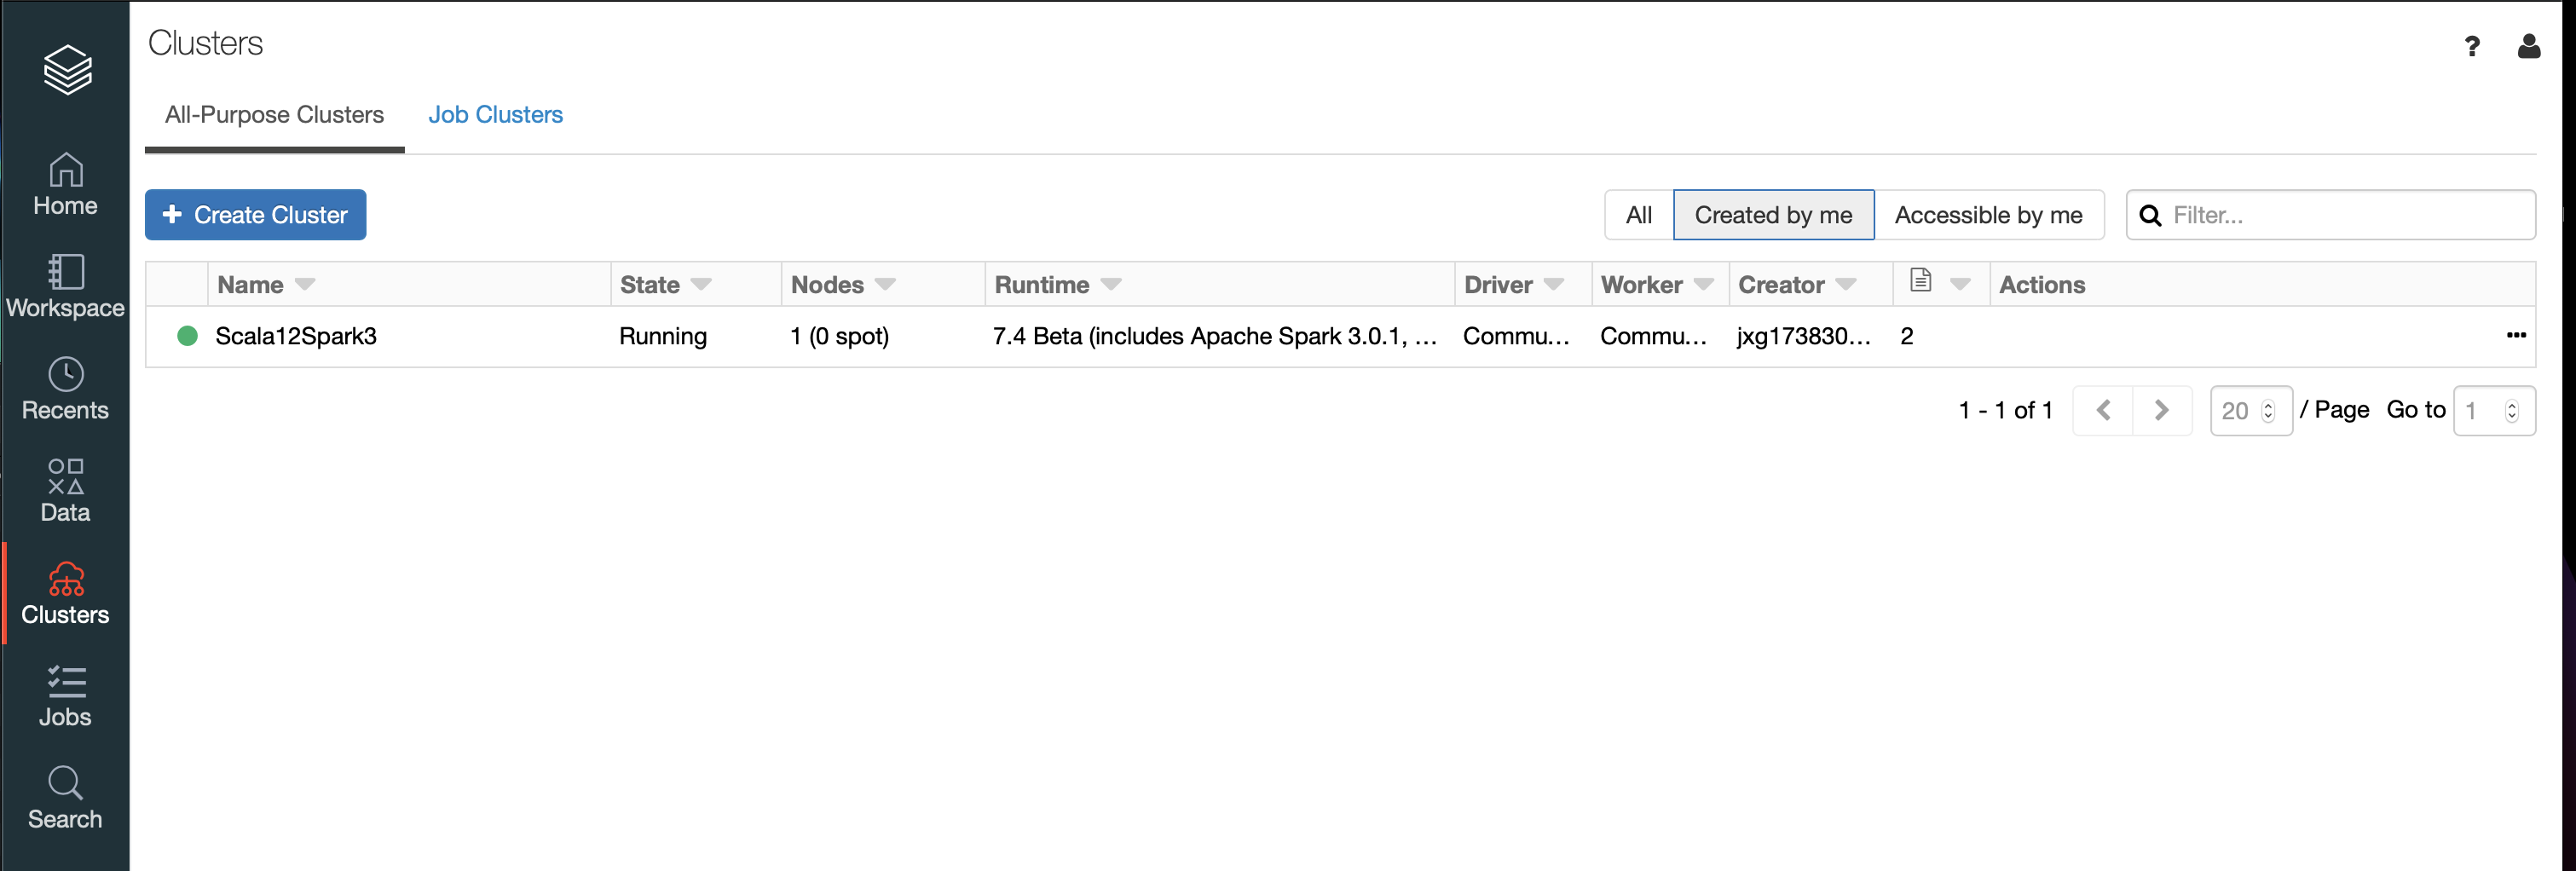 Clusters
?
All-Purpose Clusters Job Clusters
Home
Workspace
Recents
Data
Clusters
Jobs
Search
+ Create Cluster
All Created by me Accessible by me Filter...
Name State Nodes Runtime Driver Worker Creator Actions
Scala12Spark3 Running 1 (0 spot) 7.4 Beta (includes Apache Spark 3.0.1, ... Commu... Commu... jxg173830... 2 ...
1 - 1 of 1 20 / Page Go to 1